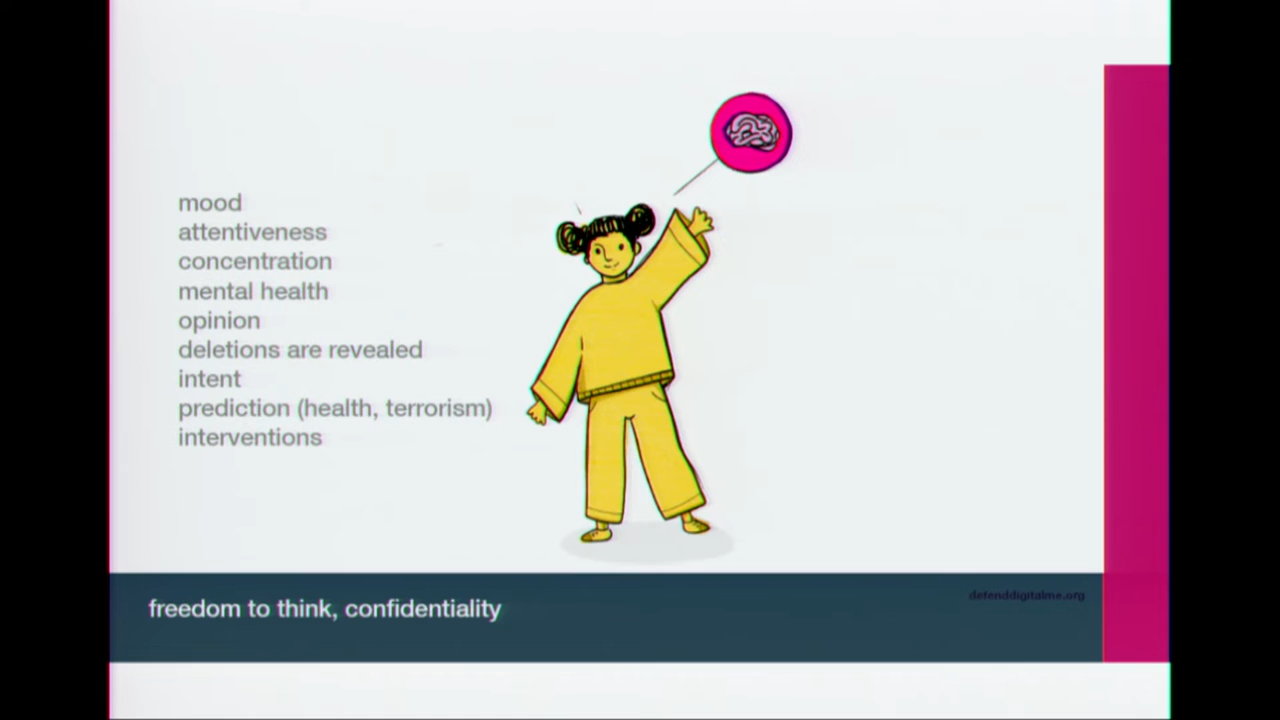 mood
attentiveness
concentration
mental health
opinion
deletions are revealed
intent
prediction (health, terrorism)
interventions
freedom to think, confidentiality
defenddigitalme.org